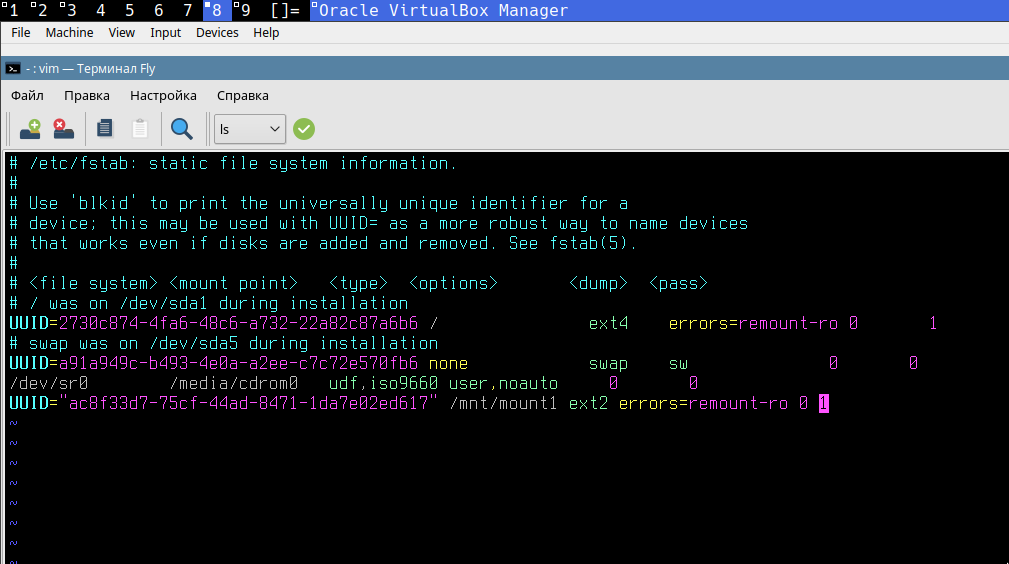 1 2 3 4 5 6 7 8 9 []= Oracle VirtualBox Manager
File Machine View Input Devices Help
- : vim — Терминал Fly
Файл Правка Настройка Справка
ls
# /etc/fstab: static file system information.
#
# Use 'blkid' to print the universally unique identifier for a
# device; this may be used with UUID= as a more robust way to name devices
# that works even if disks are added and removed. See fstab(5).
#
# <file system> <mount point>   <type>  <options>       <dump>  <pass>
# / was on /dev/sda1 during installation
UUID=2730c874-4fa6-48c6-a732-22a82c87a6b6 /               ext4    errors=remount-ro 0       1
# swap was on /dev/sda5 during installation
UUID=a91a949c-b493-4e0a-a2ee-c7c72e570fb6 none            swap    sw              0       0
/dev/sr0        /media/cdrom0   udf,iso9660 user,noauto     0       0
UUID="ac8f33d7-75cf-44ad-8471-1da7e02ed617" /mnt/mount1 ext2 errors=remount-ro 0 1
~
~
~
~
~
~
~
~